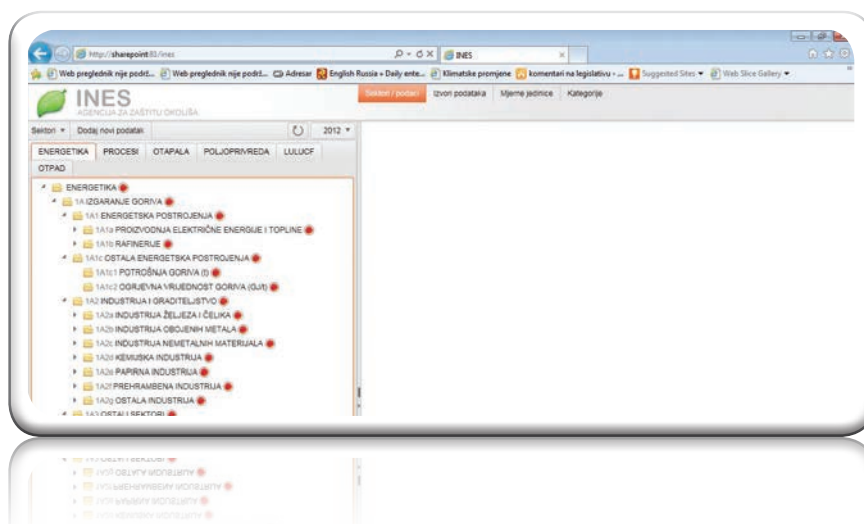 http://sharepoint:83/ines
INES
Web preglednik nije podrž... Web preglednik nije podrž... Adresar English Russia » Daily ente... Klimatske promjene komentari na legislativu - ... Suggested Sites Web Slice Gallery
INES
AGENCIJA ZA ZAŠTITU OKOLIŠA
Sektori / podaci Izvori podataka Mjerne jedinice Kategorije
Sektori Dodaj novi podatak 2012
ENERGETIKA PROCESI OTAPALA POLJOPRIVREDA LULUCF
OTPAD
ENERGETIKA
1A IZGARANJE GORIVA
1A1 ENERGETSKA POSTROJENJA
1A1a PROIZVODNJA ELEKTRIČNE ENERGIJE I TOPLINE
1A1b RAFINERIJE
1A1c OSTALA ENERGETSKA POSTROJENJA
1A1c1 POTROŠNJA GORIVA (t)
1A1c2 OGRJEVNA VRIJEDNOST GORIVA (GJ/t)
1A2 INDUSTRIJA I GRADITELJSTVO
1A2a INDUSTRIJA ŽELJEZA I ČELIKA
1A2b INDUSTRIJA OBOJENIH METALA
1A2c INDUSTRIJA NEMETALNIH MATERIJALA
1A2d KEMIJSKA INDUSTRIJA
1A2e PAPIRNA INDUSTRIJA
1A2f PREHRAMBENA INDUSTRIJA
1A2g OSTALA INDUSTRIJA
1A3 OSTALI SEKTORI